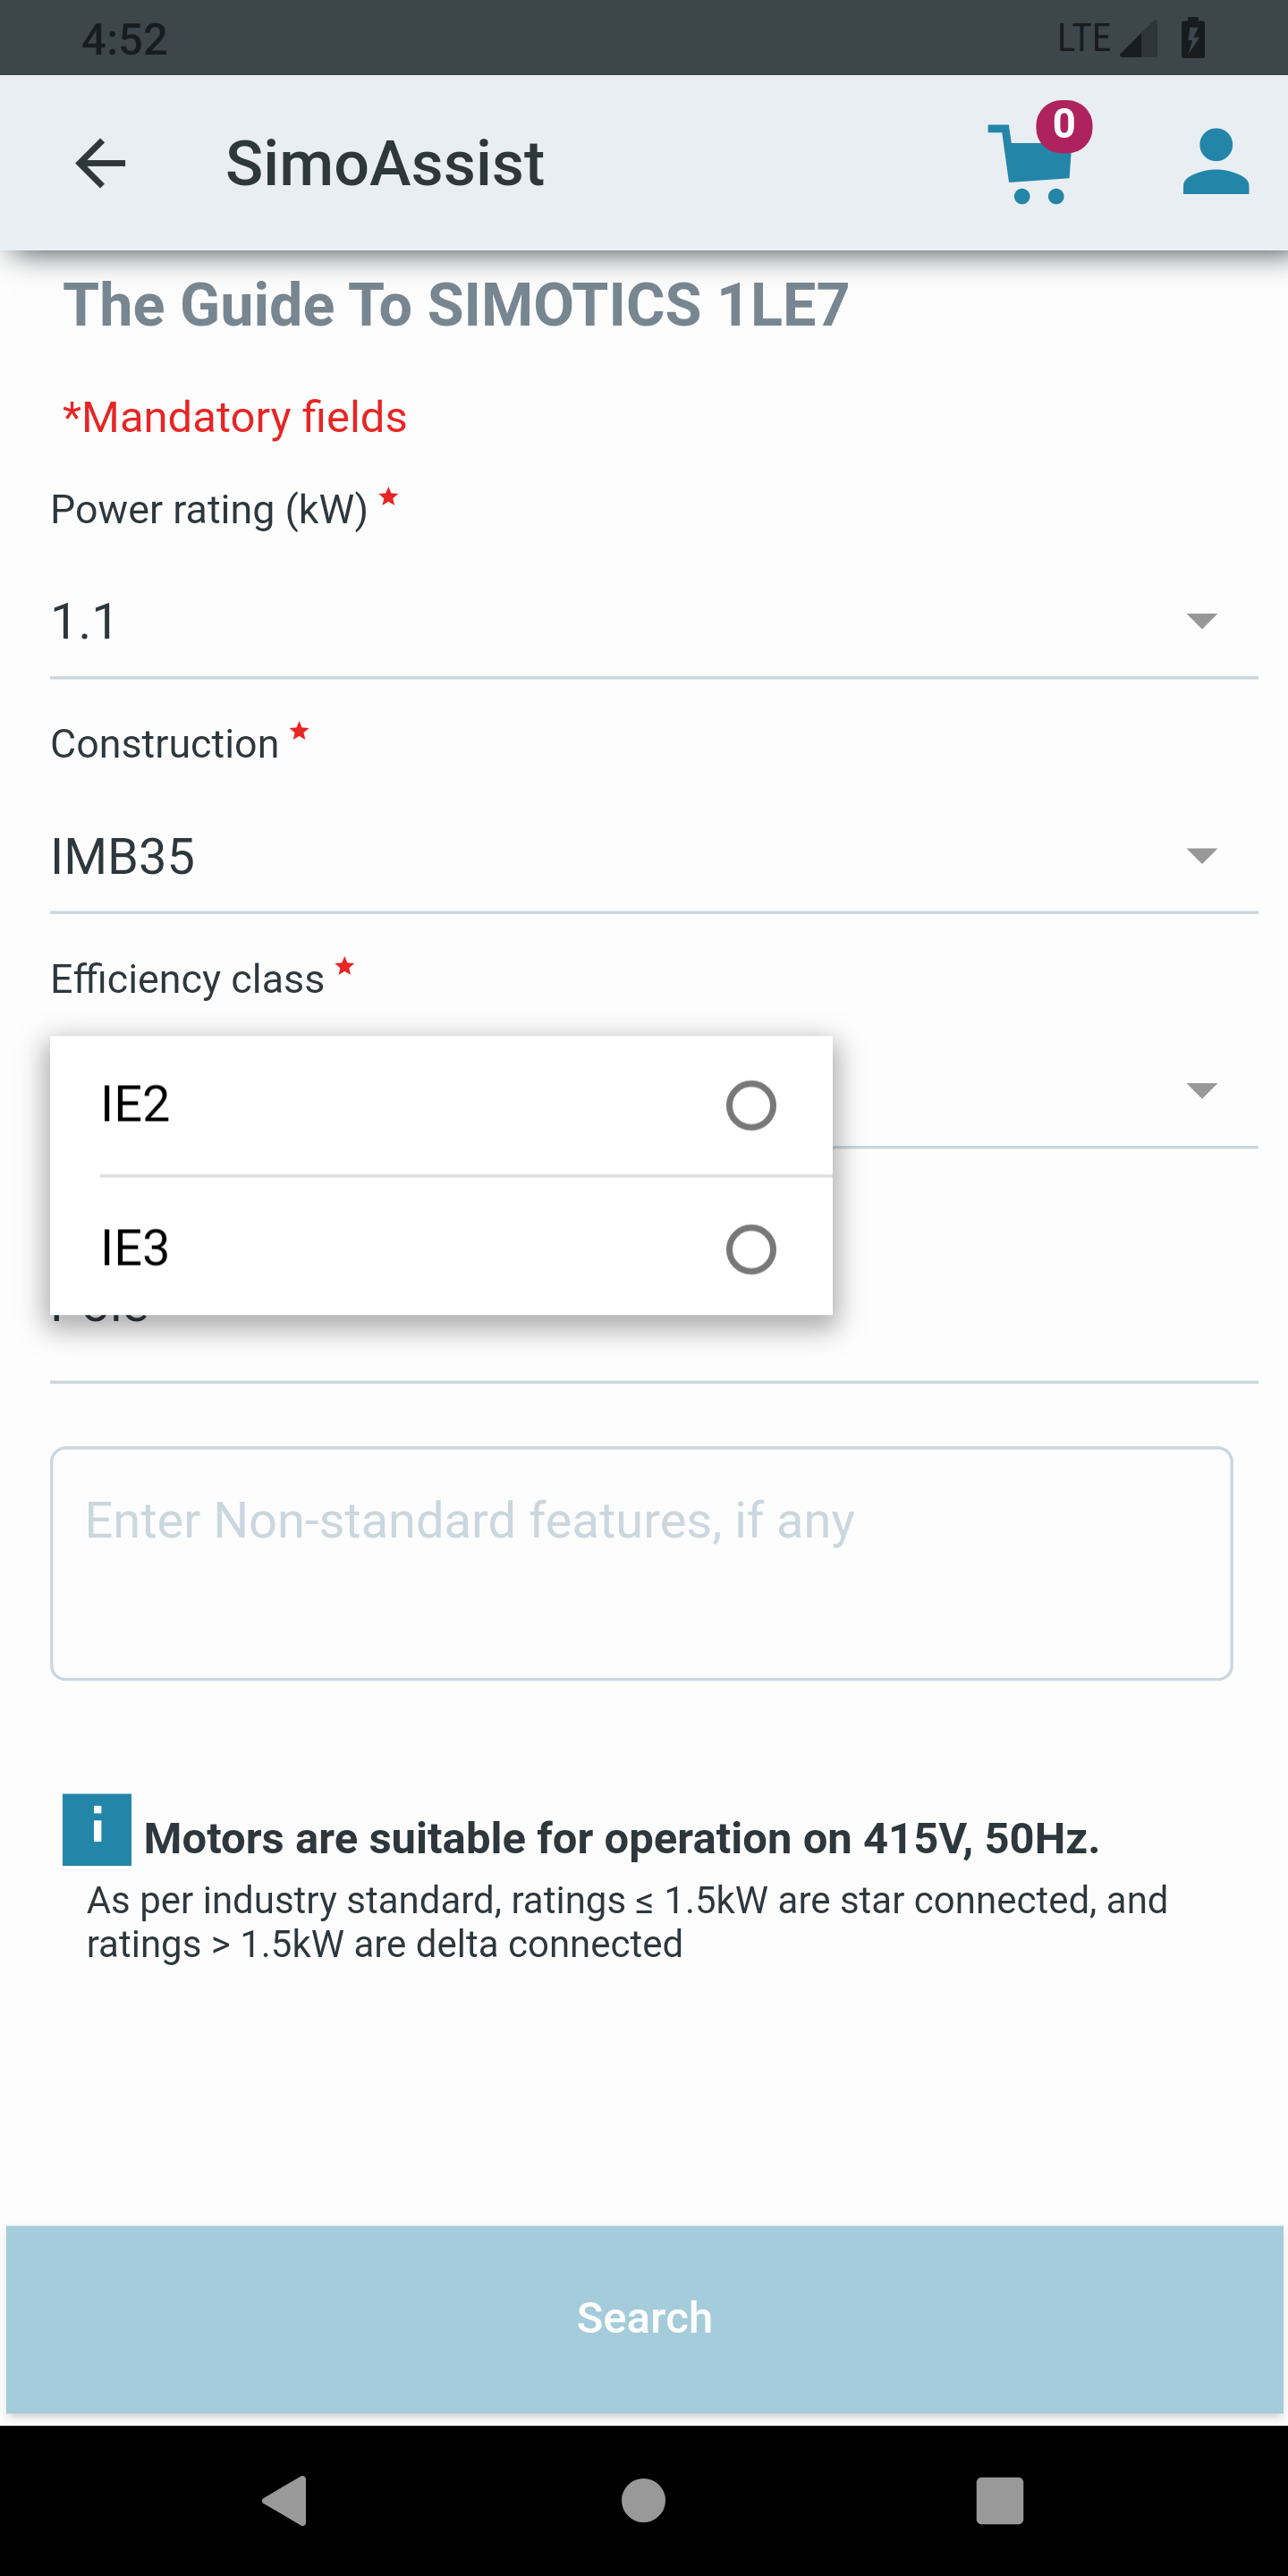 4:52
LTE
SimoAssist
0
The Guide To SIMOTICS 1LE7
*Mandatory fields
Power rating (kW) *
1.1
Construction *
IMB35
Efficiency class *
IE2
IE3
Enter Non-standard features, if any
i Motors are suitable for operation on 415V, 50Hz.
As per industry standard, ratings ≤ 1.5kW are star connected, and
ratings > 1.5kW are delta connected
Search